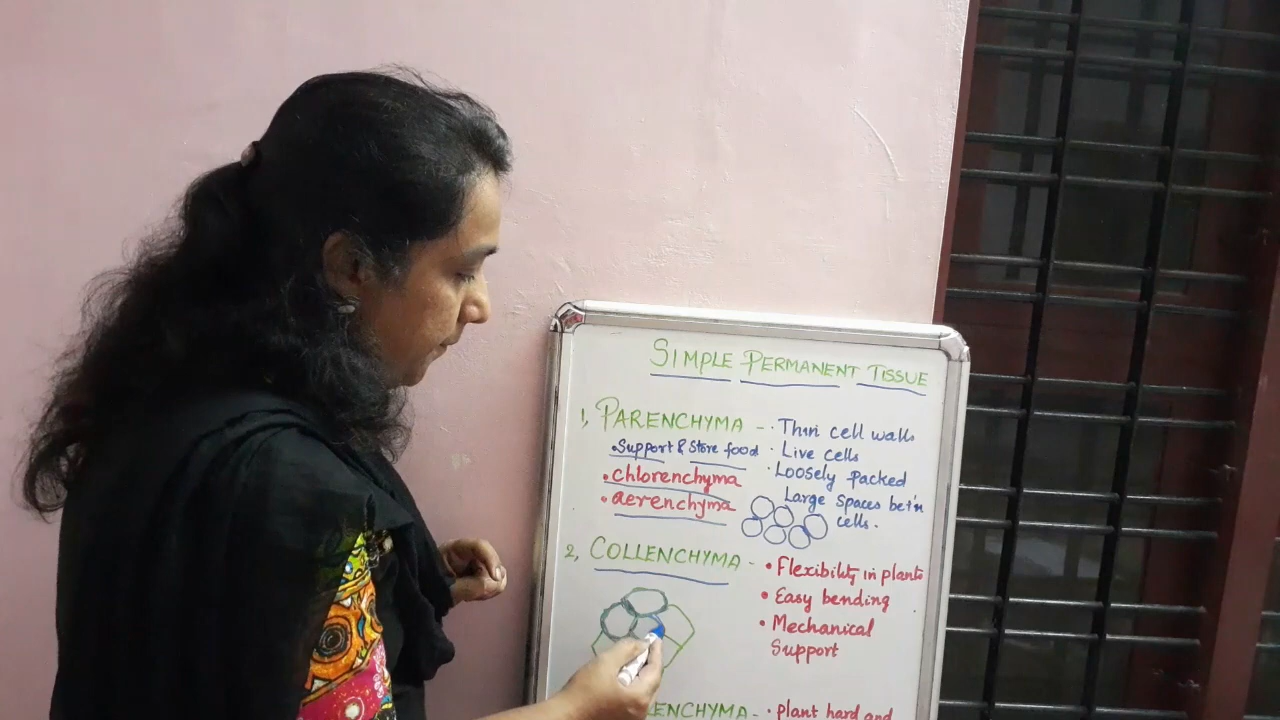 SIMPLE PERMANENT TISSUE
1, PARENCHYMA - · Thin cell walls
·Support & Store food · Live cells
·chlorenchyma · Loosely packed
·aerenchyma Large spaces bet'n
cells.
2, COLLENCHYMA - • Flexibility in plants
• Easy bending
• Mechanical
Support
ENCHYMA - · plant hard and